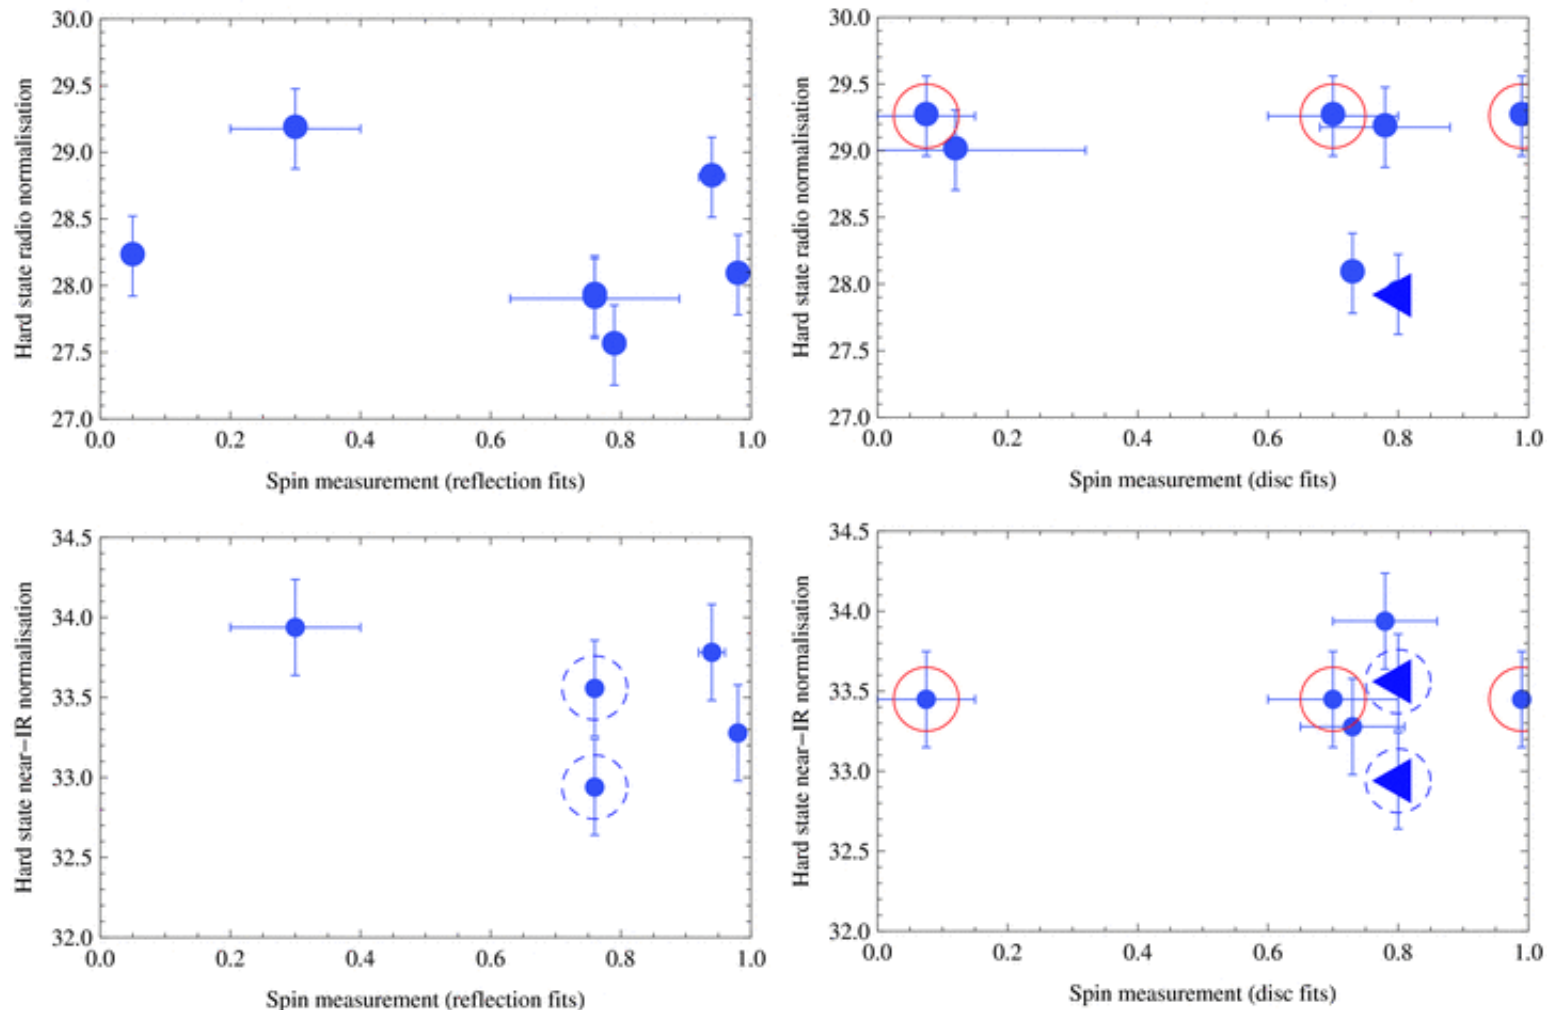 30.0
29.5
29.0
28.5
28.0
27.5
27.0
Hard state radio normalisation
0.0 0.2 0.4 0.6 0.8 1.0
Spin measurement (reflection fits)
30.0
29.5
29.0
28.5
28.0
27.5
27.0
Hard state radio normalisation
0.0 0.2 0.4 0.6 0.8 1.0
Spin measurement (disc fits)
34.5
34.0
33.5
33.0
32.5
32.0
Hard state near−IR normalisation
0.0 0.2 0.4 0.6 0.8 1.0
Spin measurement (reflection fits)
34.5
34.0
33.5
33.0
32.5
32.0
Hard state near−IR normalisation
0.0 0.2 0.4 0.6 0.8 1.0
Spin measurement (disc fits)